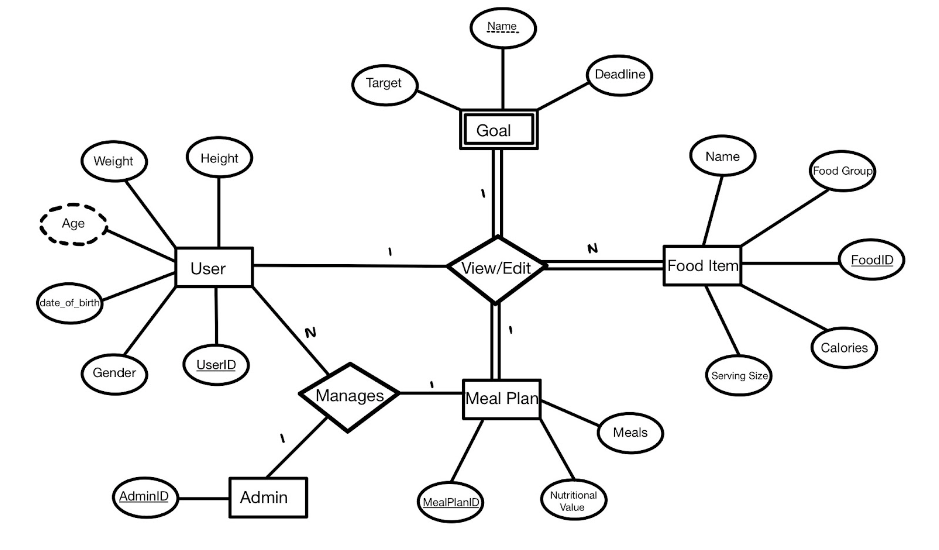 Name
Target
Deadline
Goal
Weight
Height
Name
Food Group
Age
1
1
N
User
View/Edit
Food Item
FoodID
date_of_birth
1
N
Calories
Gender
UserID
Serving Size
Manages
1
Meal Plan
Meals
1
AdminID
Admin
MealPlanID
Nutritional
Value